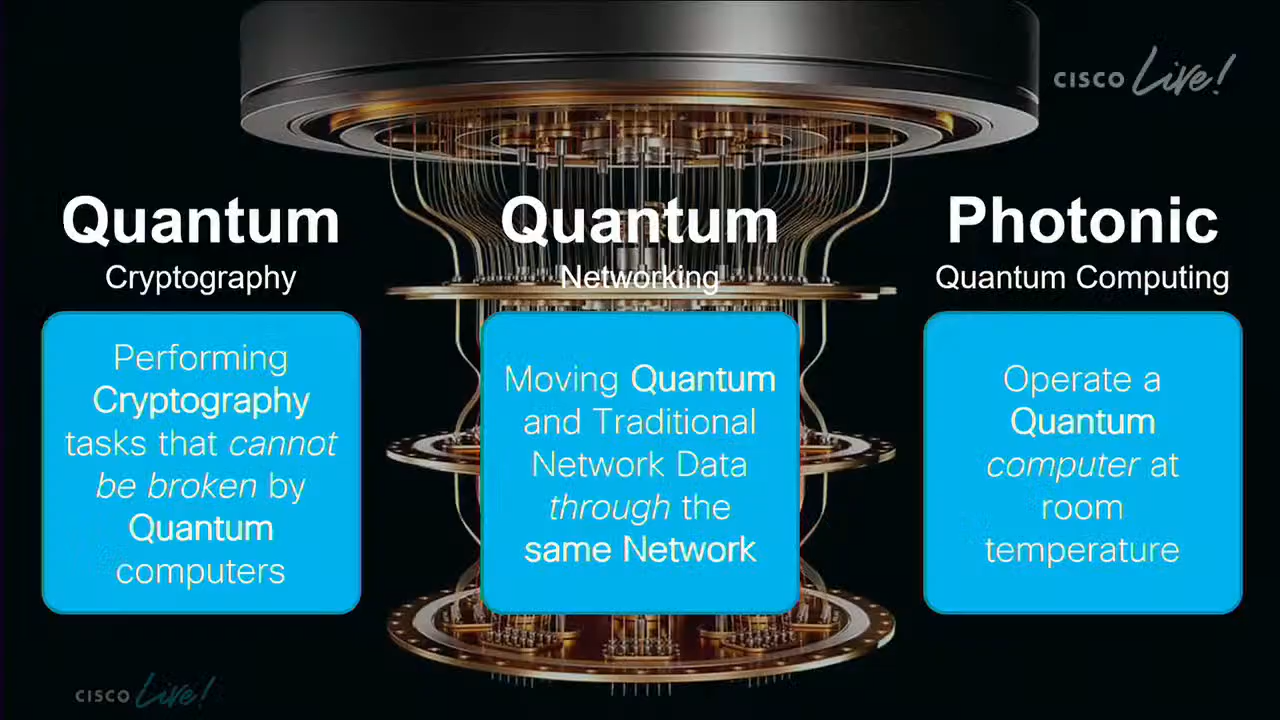 CISCO Live!
Quantum
Cryptography
Performing
Cryptography
tasks that cannot
be broken by
Quantum
computers
Quantum
Networking
Moving Quantum
and Traditional
Network Data
through the
same Network
Photonic
Quantum Computing
Operate a
Quantum
computer at
room
temperature
CISCO Live!